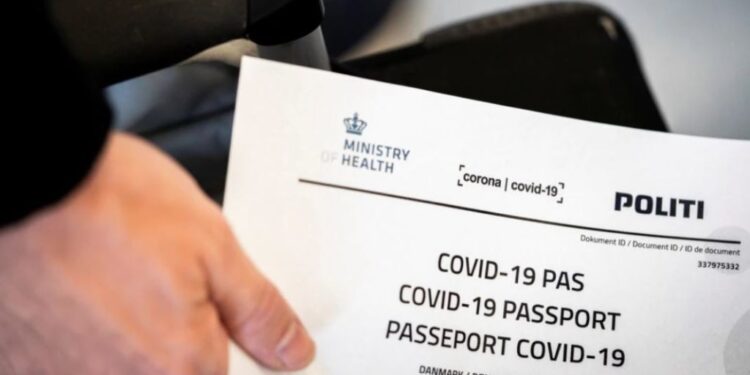 MINISTRY
OF HEALTH
corona | covid-19
POLITI
Dokument ID / Document ID / ID de document
337975332
COVID-19 PAS
COVID-19 PASSPORT
PASSEPORT COVID-19
DANMARK /